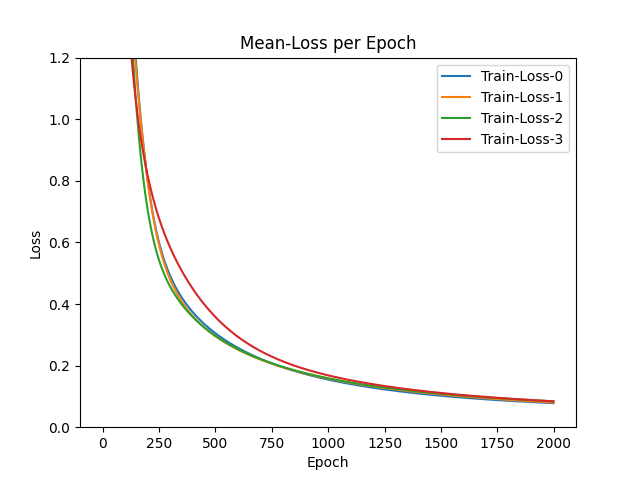 Mean-Loss per Epoch
1.2
1.0
0.8
0.6
0.4
0.2
0.0
Loss
Train-Loss-0
Train-Loss-1
Train-Loss-2
Train-Loss-3
0 250 500 750 1000 1250 1500 1750 2000
Epoch